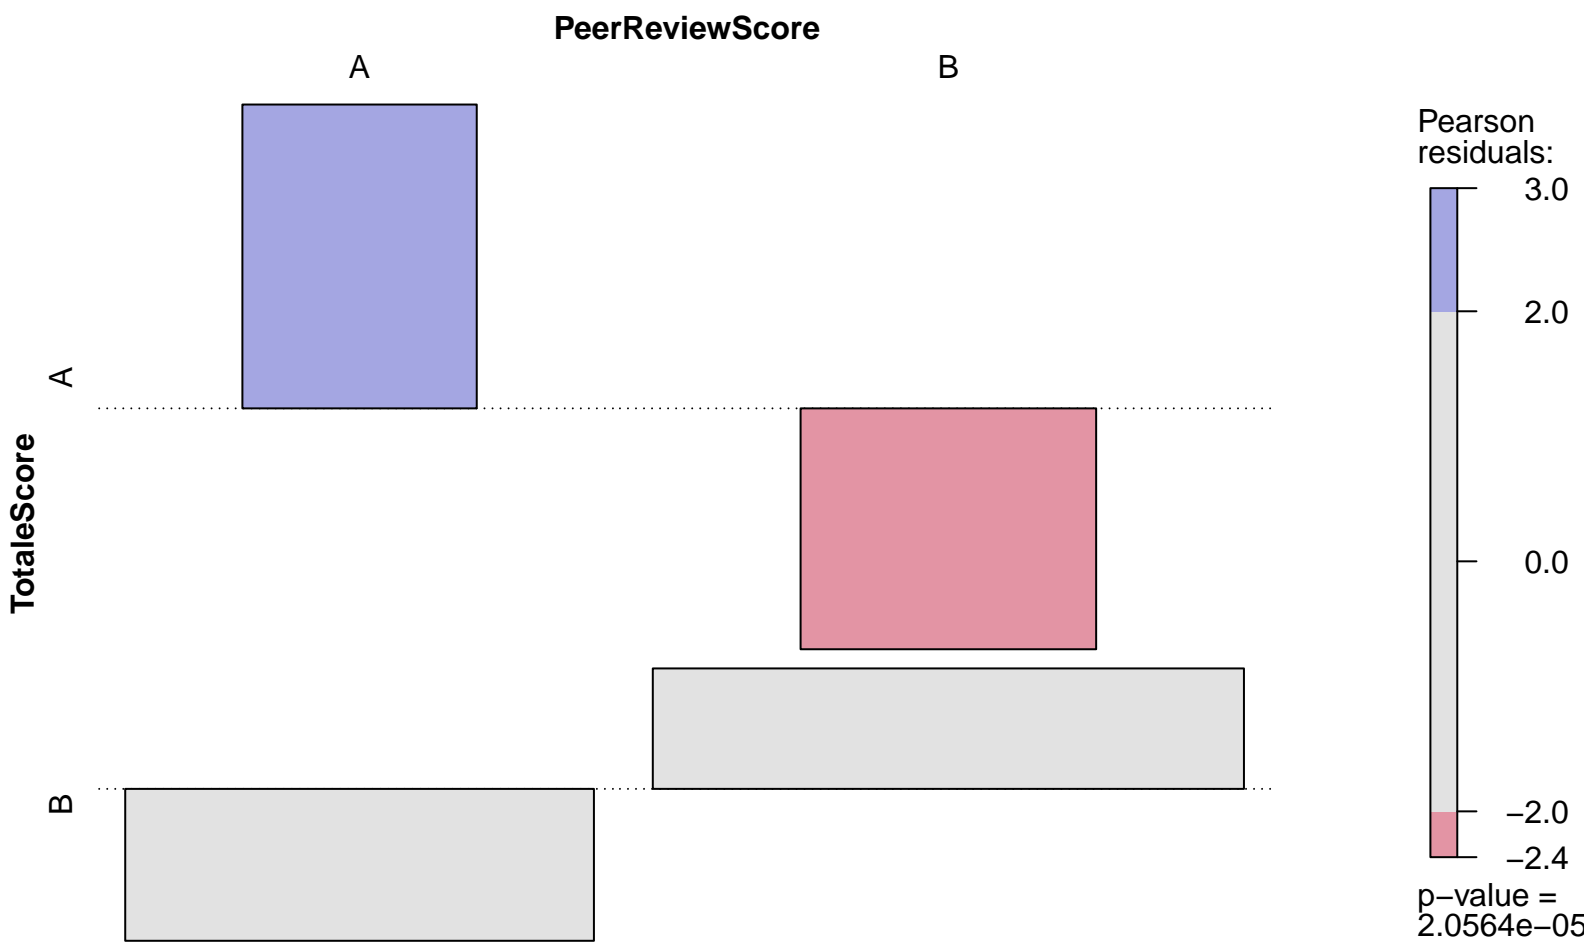 PeerReviewScore
A
B
TotaleScore
A
B
Pearson
residuals:
3.0
2.0
0.0
−2.0
−2.4
p−value =
2.0564e−05